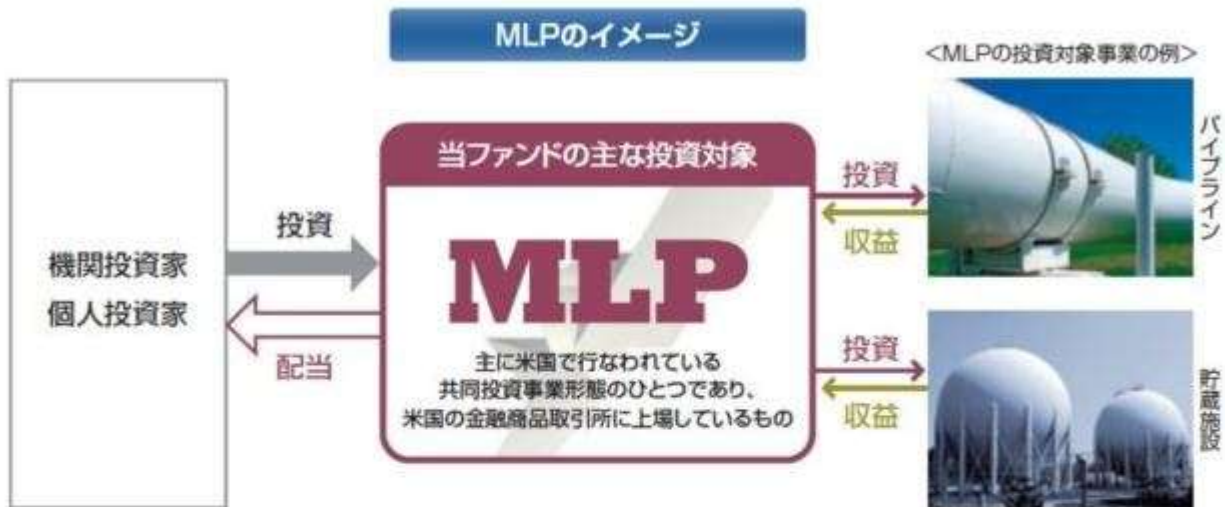 MLPのイメージ
<MLPの投資対象事業の例>
機関投資家
個人投資家
投資
配当
当ファンドの主な投資対象
MLP
主に米国で行なわれている
共同投資事業形態のひとつであり、
米国の金融商品取引所に上場しているもの
投資
収益
パイプライン
投資
収益
貯蔵施設